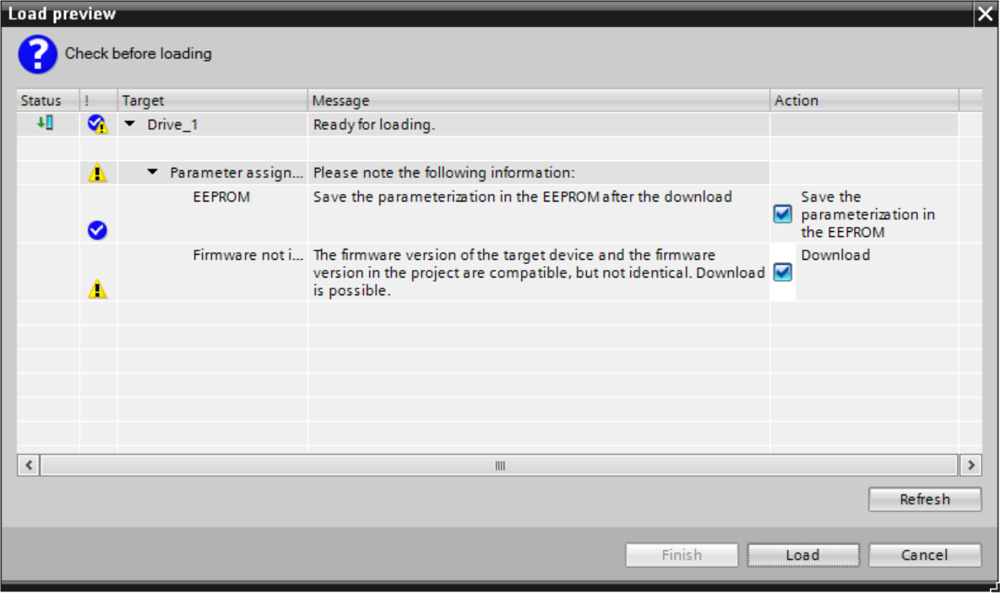 Load preview
Check before loading
Status ! Target Message Action
Drive_1 Ready for loading.
Parameter assign... Please note the following information:
EEPROM Save the parameterization in the EEPROM after the download Save the
parameterization in
the EEPROM
Firmware not i... The firmware version of the target device and the firmware Download
version in the project are compatible, but not identical. Download
is possible.
Refresh
Finish Load Cancel